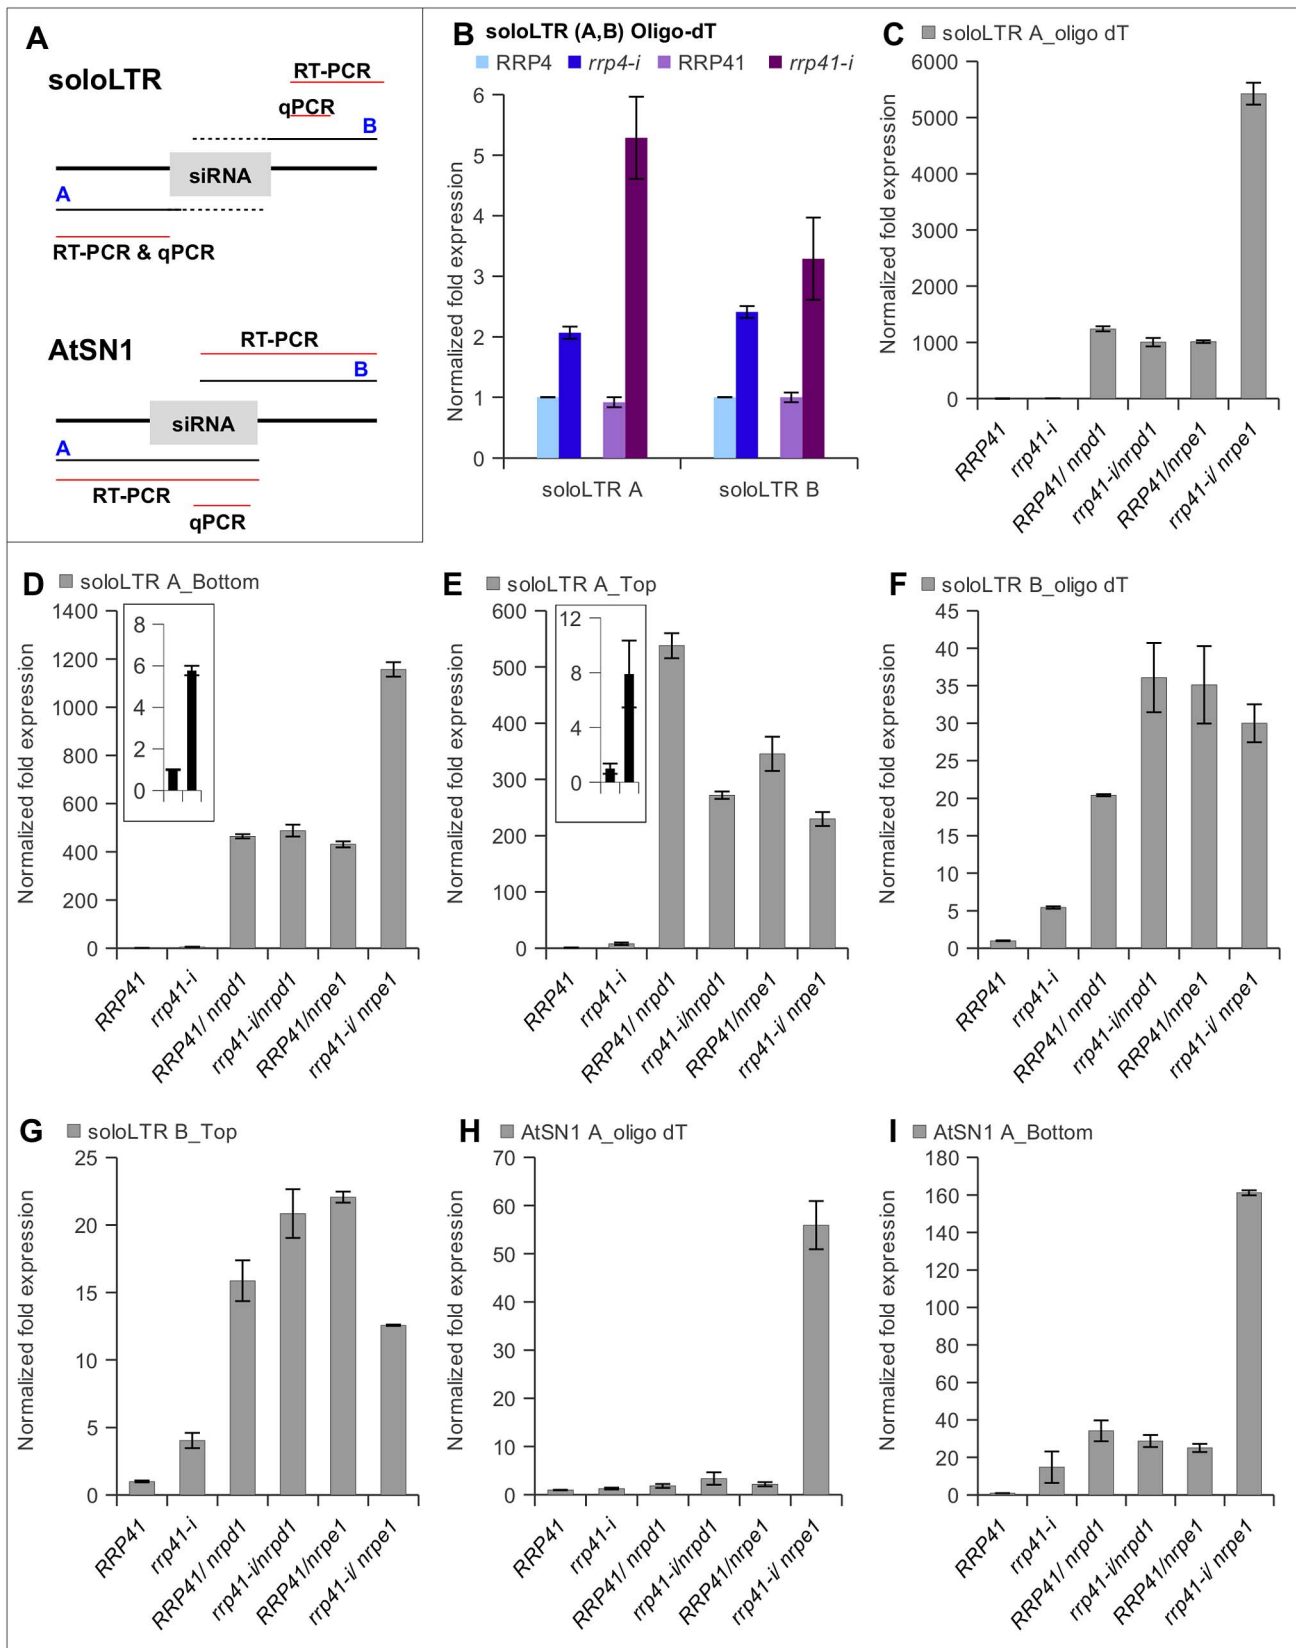 A
soloLTR
RT-PCR
qPCR
B
siRNA
A
RT-PCR & qPCR
AtSN1
RT-PCR
B
siRNA
A
RT-PCR
qPCR
B soloLTR (A,B) Oligo-dT
RRP4 rrp4-i RRP41 rrp41-i
Normalized fold expression
6
5
4
3
2
1
0
soloLTR A soloLTR B
C soloLTR A_oligo dT
Normalized fold expression
6000
5000
4000
3000
2000
1000
0
RRP41
rrp41-i
RRP41/ nrpd1
rrp41-i/nrpd1
RRP41/nrpe1
rrp41-i/ nrpe1
D soloLTR A_Bottom
Normalized fold expression
1400
1200
1000
800
600
400
200
0
8
6
4
2
0
RRP41
rrp41-i
RRP41/ nrpd1
rrp41-i/nrpd1
RRP41/nrpe1
rrp41-i/ nrpe1
E soloLTR A_Top
Normalized fold expression
600
500
400
300
200
100
0
12
8
4
0
RRP41
rrp41-i
RRP41/ nrpd1
rrp41-i/nrpd1
RRP41/nrpe1
rrp41-i/ nrpe1
F soloLTR B_oligo dT
Normalized fold expression
45
40
35
30
25
20
15
10
5
0
RRP41
rrp41-i
RRP41/ nrpd1
rrp41-i/nrpd1
RRP41/nrpe1
rrp41-i/ nrpe1
G soloLTR B_Top
Normalized fold expression
25
20
15
10
5
0
RRP41
rrp41-i
RRP41/ nrpd1
rrp41-i/nrpd1
RRP41/nrpe1
rrp41-i/ nrpe1
H AtSN1 A_oligo dT
Normalized fold expression
70
60
50
40
30
20
10
0
RRP41
rrp41-i
RRP41/ nrpd1
rrp41-i/nrpd1
RRP41/nrpe1
rrp41-i/ nrpe1
I AtSN1 A_Bottom
Normalized fold expression
180
160
140
120
100
80
60
40
20
0
RRP41
rrp41-i
RRP41/ nrpd1
rrp41-i/nrpd1
RRP41/nrpe1
rrp41-i/ nrpe1